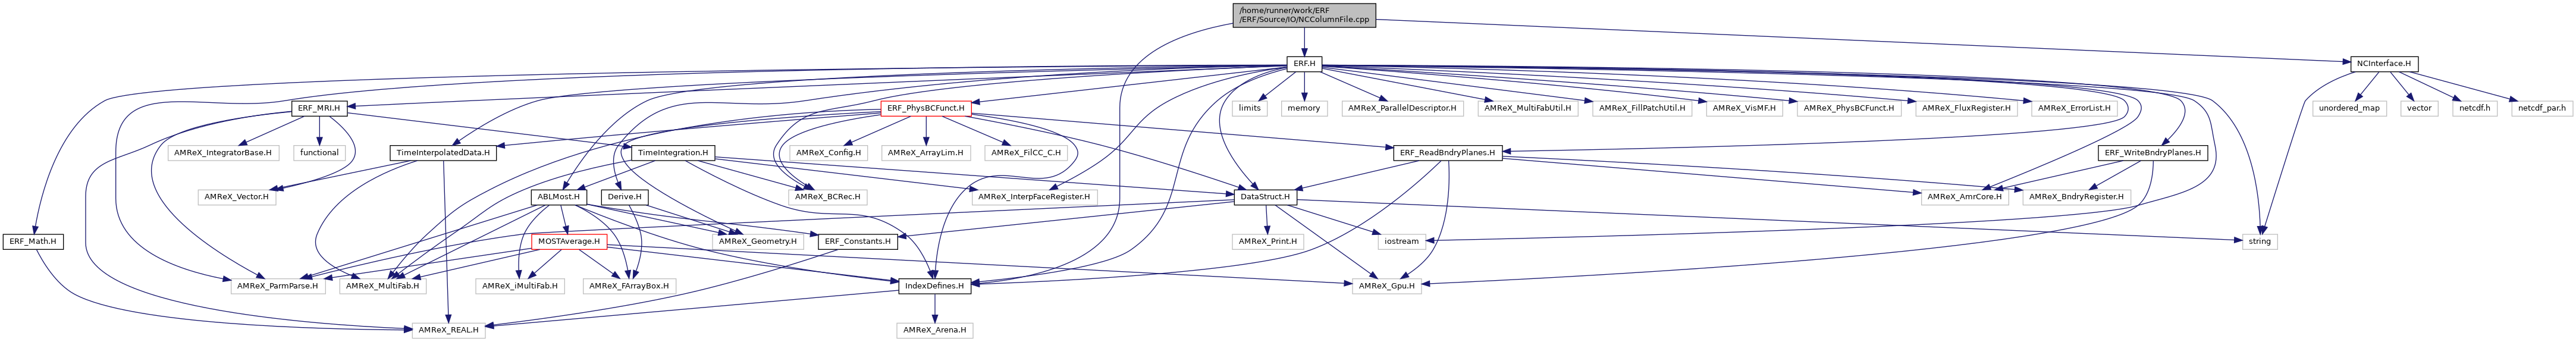 /home/runner/work/ERF
/ERF/Source/IO/NCColumnFile.cpp
ERF.H
NCInterface.H
ERF_MRI.H
ERF_PhysBCFunct.H
limits
memory
AMReX_ParallelDescriptor.H
AMReX_MultiFabUtil.H
AMReX_FillPatchUtil.H
AMReX_VisMF.H
AMReX_PhysBCFunct.H
AMReX_FluxRegister.H
AMReX_ErrorList.H
unordered_map
vector
netcdf.h
netcdf_par.h
AMReX_IntegratorBase.H
functional
TimeInterpolatedData.H
TimeIntegration.H
AMReX_Config.H
AMReX_ArrayLim.H
AMReX_FilCC_C.H
ERF_ReadBndryPlanes.H
ERF_WriteBndryPlanes.H
AMReX_Vector.H
ABLMost.H
Derive.H
AMReX_BCRec.H
AMReX_InterpFaceRegister.H
DataStruct.H
AMReX_AmrCore.H
AMReX_BndryRegister.H
ERF_Math.H
MOSTAverage.H
AMReX_Geometry.H
ERF_Constants.H
AMReX_Print.H
iostream
string
AMReX_ParmParse.H
AMReX_MultiFab.H
AMReX_iMultiFab.H
AMReX_FArrayBox.H
IndexDefines.H
AMReX_Gpu.H
AMReX_REAL.H
AMReX_Arena.H